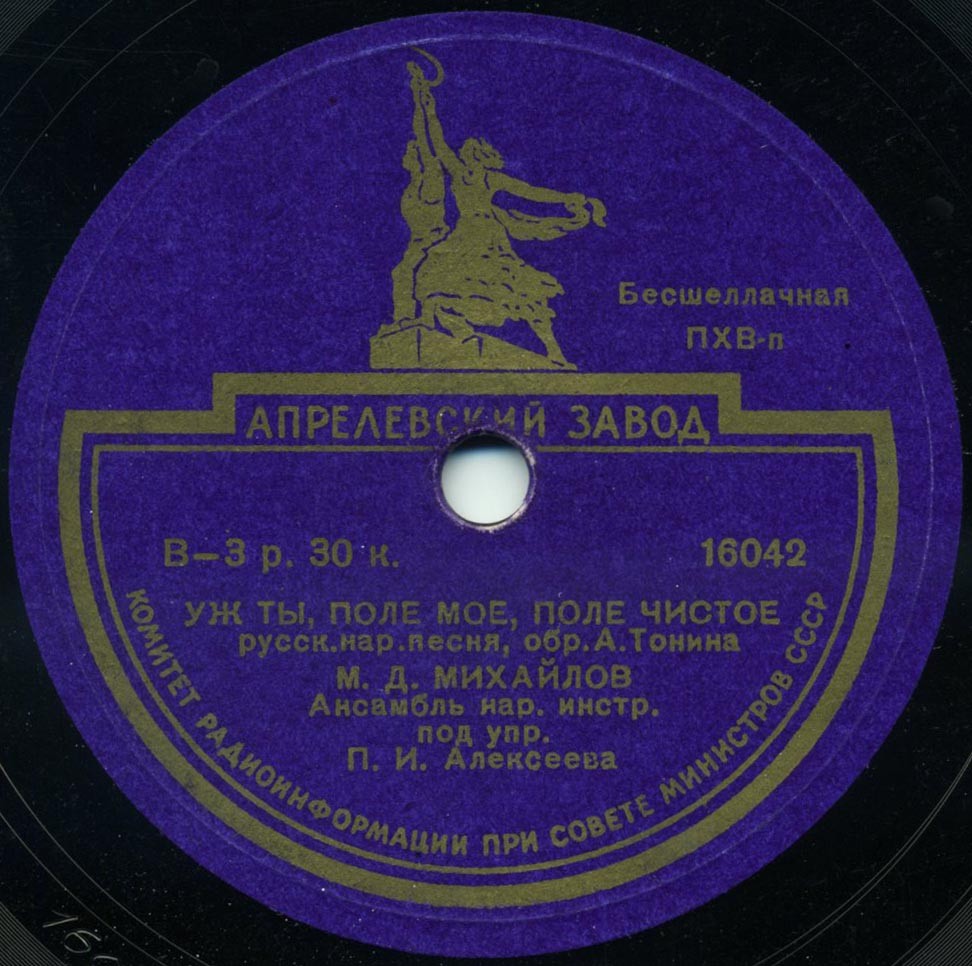 Бесшеллачная
ПХВ-п
АПРЕЛЕВСКИЙ ЗАВОД
В–3 р. 30 к.
16042
УЖ ТЫ, ПОЛЕ МОЕ, ПОЛЕ ЧИСТОЕ
русск.нар.песня, обр.А.Тонина
М. Д. МИХАЙЛОВ
Ансамбль нар. инстр.
под упр.
П. И. Алексеева
КОМИТЕТ РАДИОИНФОРМАЦИИ ПРИ СОВЕТЕ МИНИСТРОВ СССР